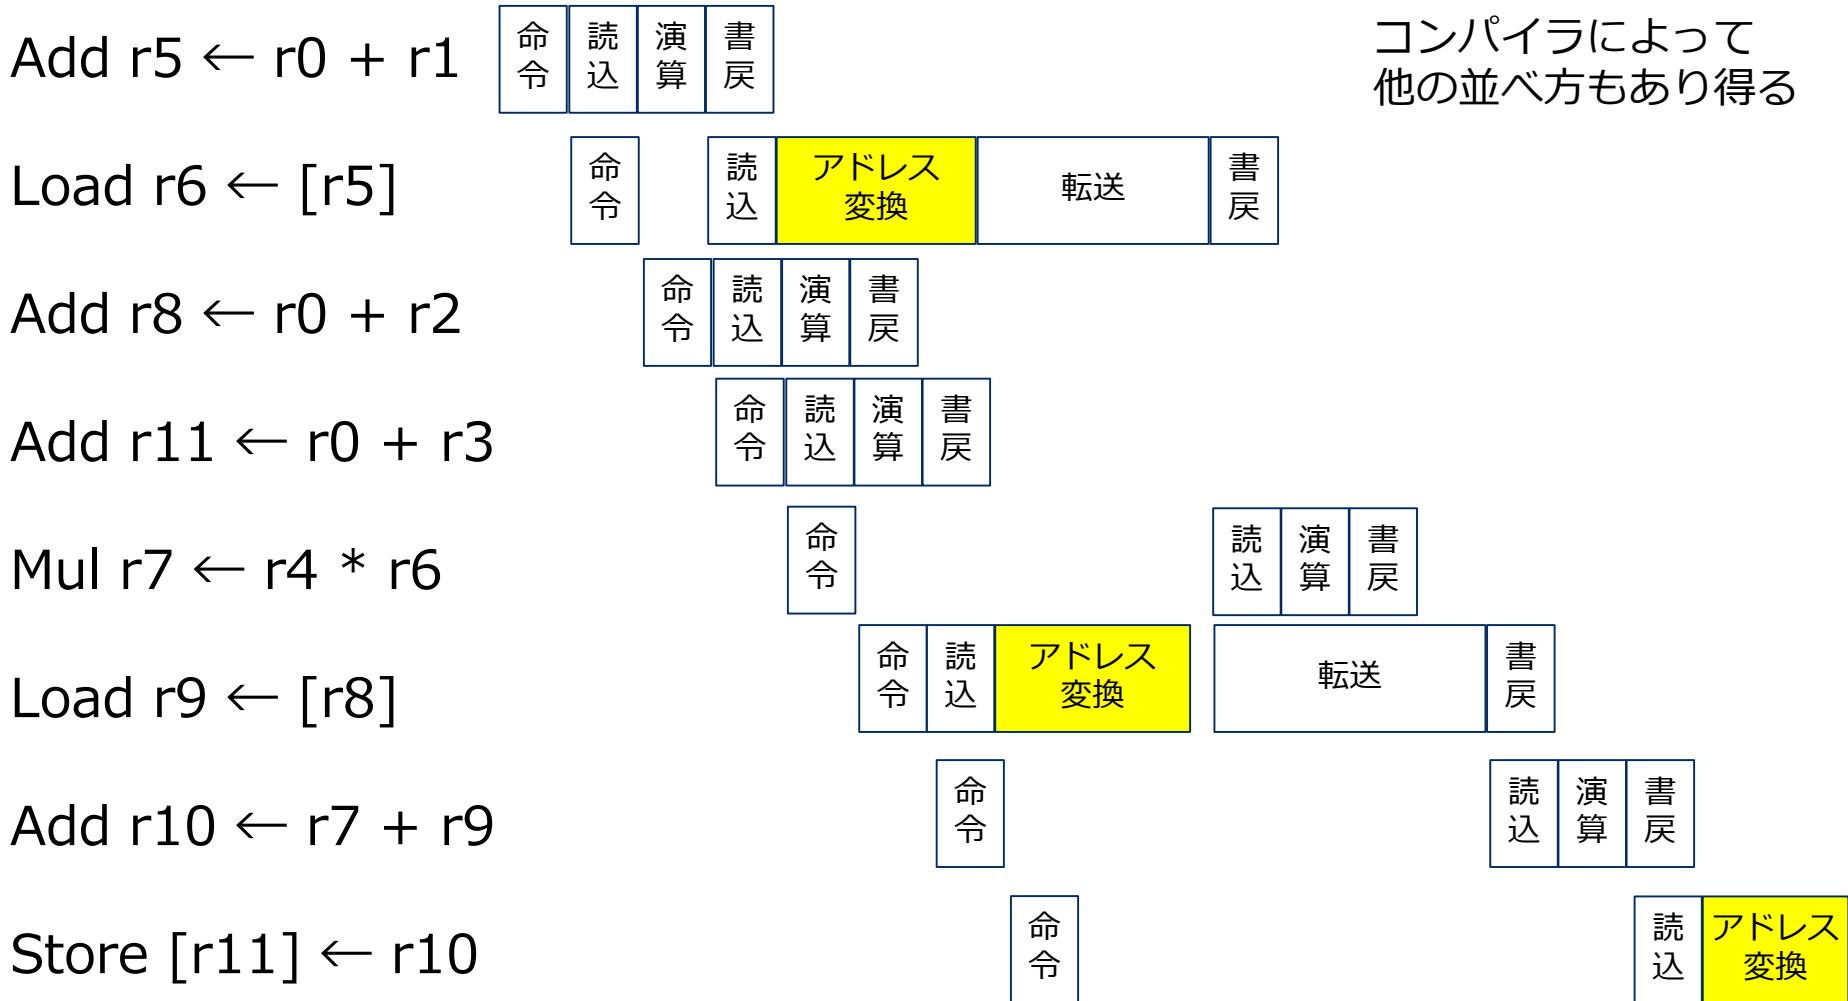 Add r5 ← r0 + r1
命令 読込 演算 書戻
コンパイラによって
他の並べ方もあり得る
Load r6 ← [r5]
命令 読込 アドレス変換 転送 書戻
Add r8 ← r0 + r2
命令 読込 演算 書戻
Add r11 ← r0 + r3
命令 読込 演算 書戻
Mul r7 ← r4 * r6
命令 読込 演算 書戻
Load r9 ← [r8]
命令 読込 アドレス変換 転送 書戻
Add r10 ← r7 + r9
命令 読込 演算 書戻
Store [r11] ← r10
命令 読込 アドレス変換